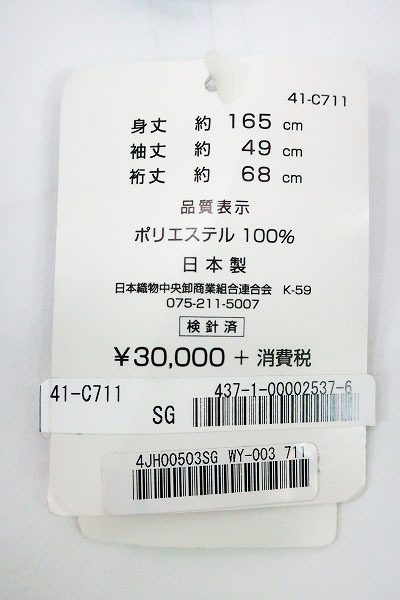 41-C711
身丈 約 165 cm
袖丈 約 49 cm
裄丈 約 68 cm
品質表示
ポリエステル 100%
日本製
日本織物中央卸商業組合連合会 K-59
075-211-5007
検針済
¥30,000 + 消費税
41-C711 437-1-00002537-6
SG
4JH00503SG WY-003 711